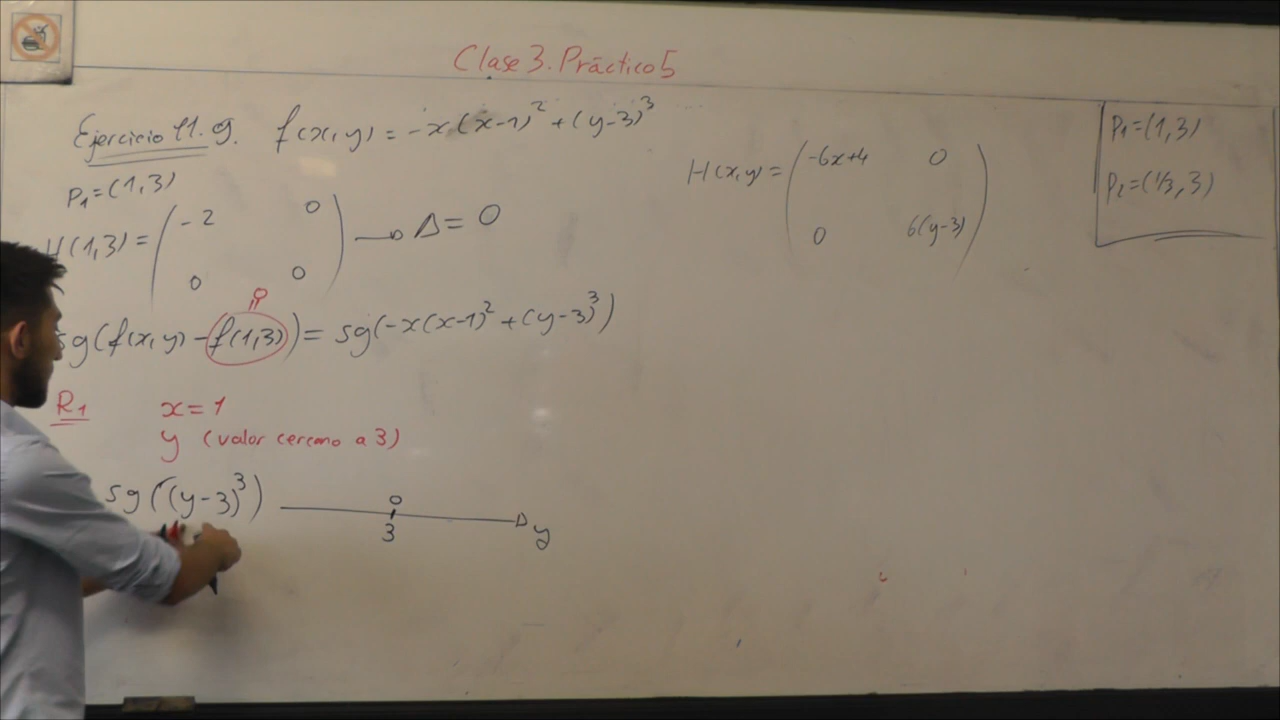 Clase 3. Práctico 5
Ejercicio 11. g. f(x,y) = -x(x-1)² + (y-3)³
P₁=(1,3)
H(1,3) = ( -2 0
0 0 ) → Δ = 0
sg(f(x,y) - f(1,3)) = sg(-x(x-1)² + (y-3)³)
0
R₁ x = 1
y (valor cercano a 3)
sg((y-3)³)
0
3
y
H(x,y) = ( -6x+4 0
0 6(y-3) )
P₁=(1,3)
P₂=(1/3, 3)